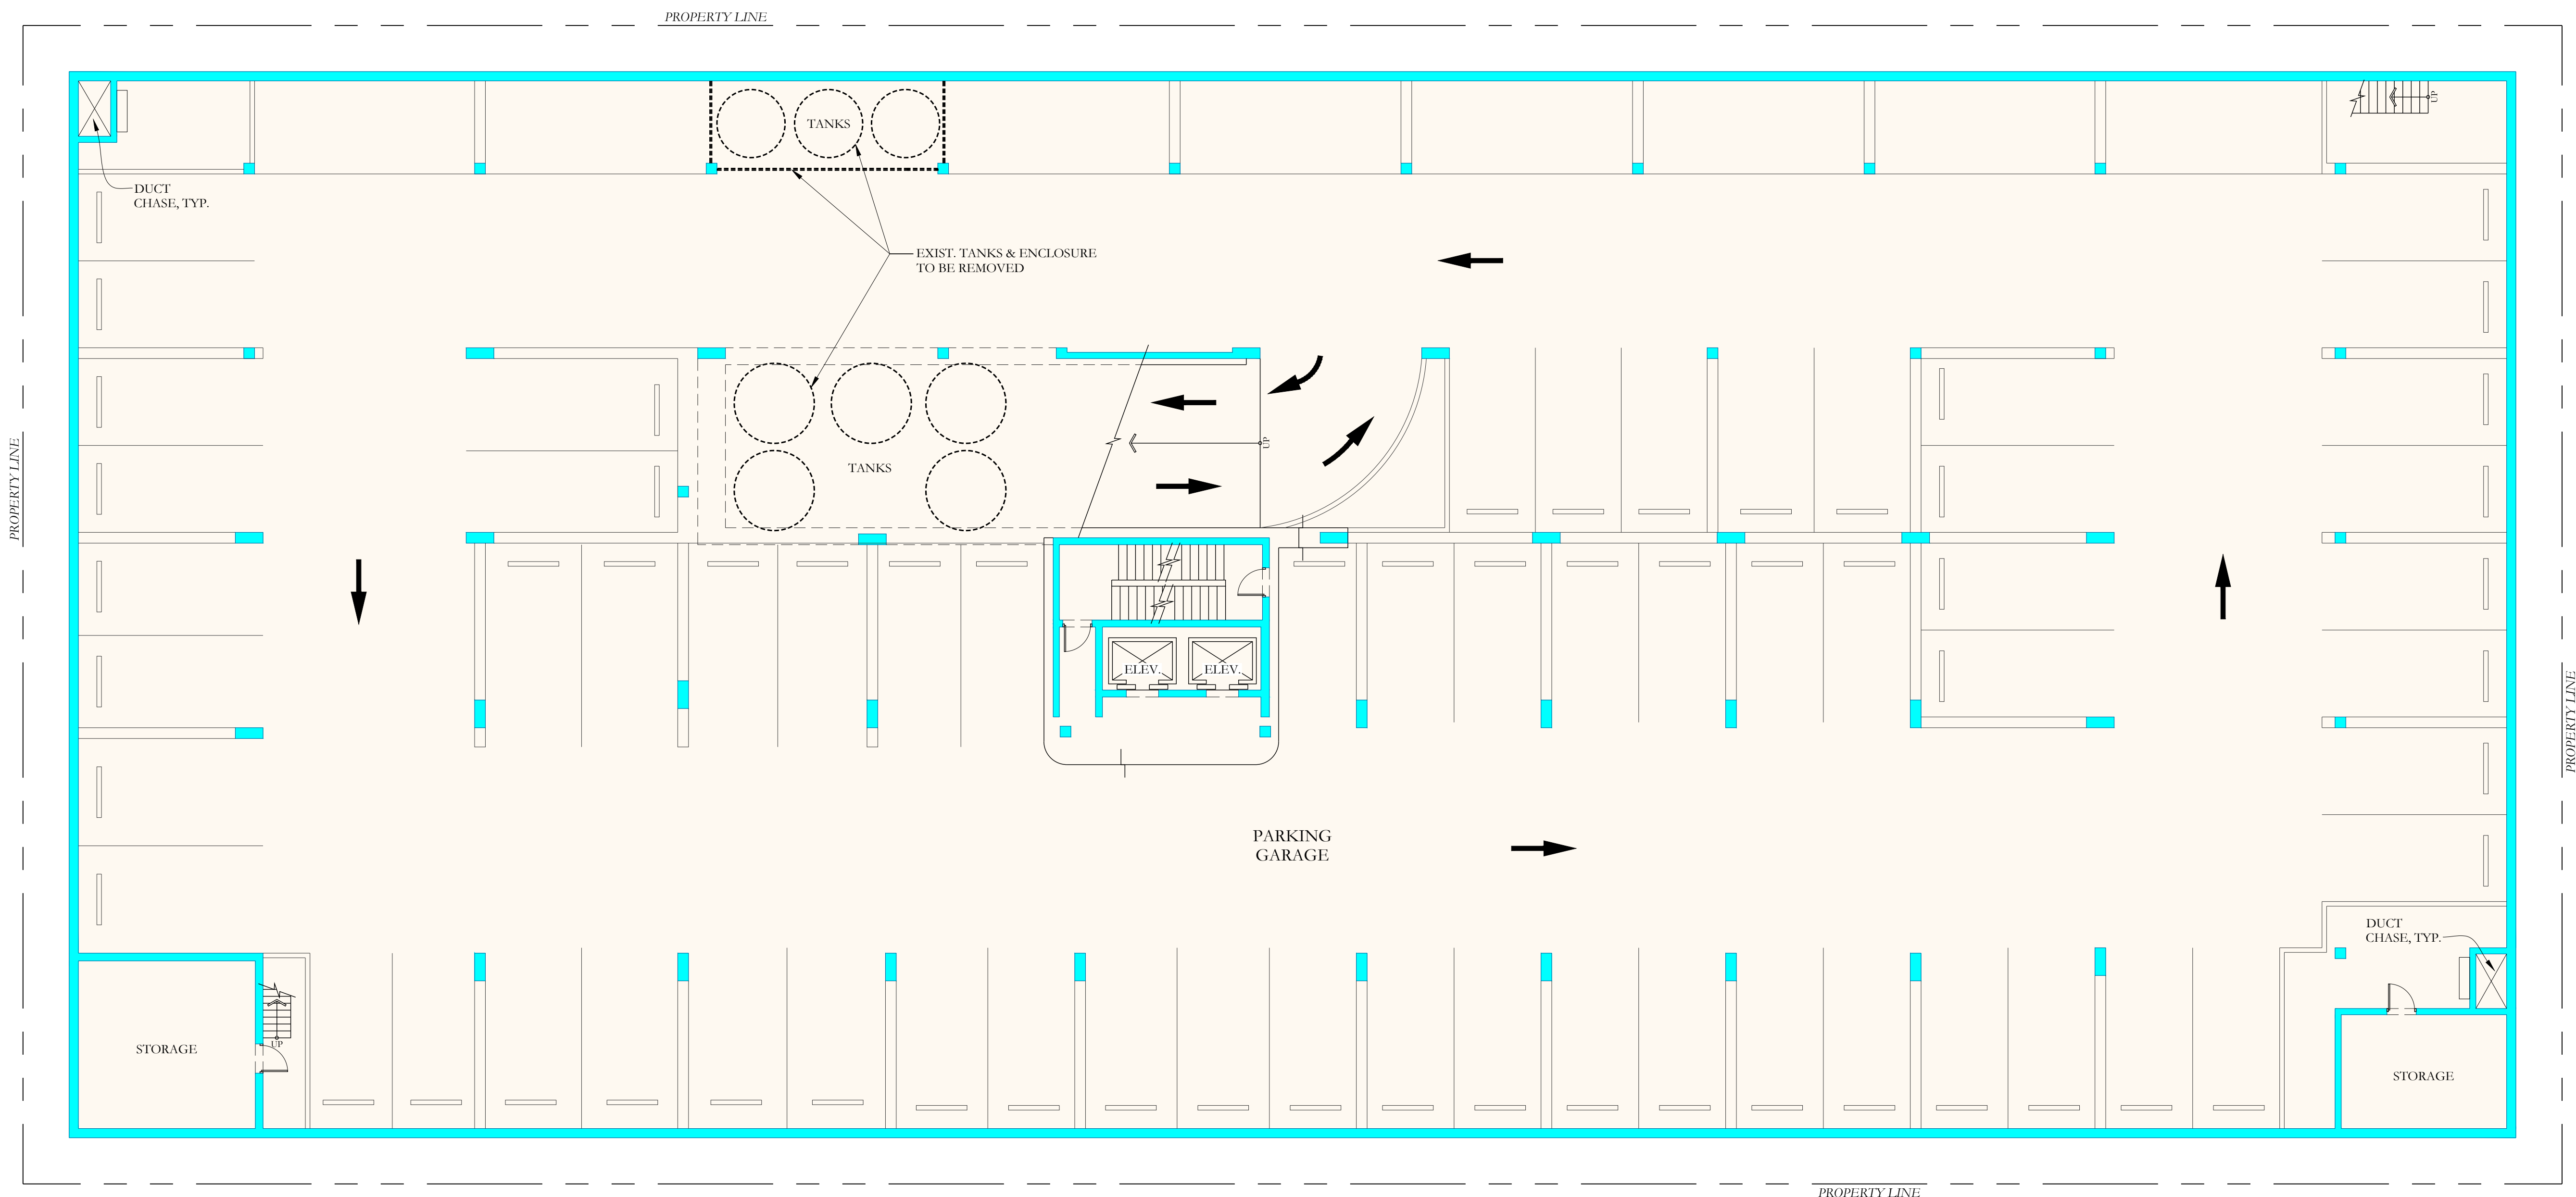 PROPERTY LINE
TANKS
UP
DUCT
CHASE, TYP.
EXIST. TANKS & ENCLOSURE
TO BE REMOVED
UP
TANKS
PROPERTY LINE
ELEV.
ELEV.
PROPERTY LINE
PARKING
GARAGE
DUCT
CHASE, TYP.
UP
STORAGE
STORAGE
PROPERTY LINE